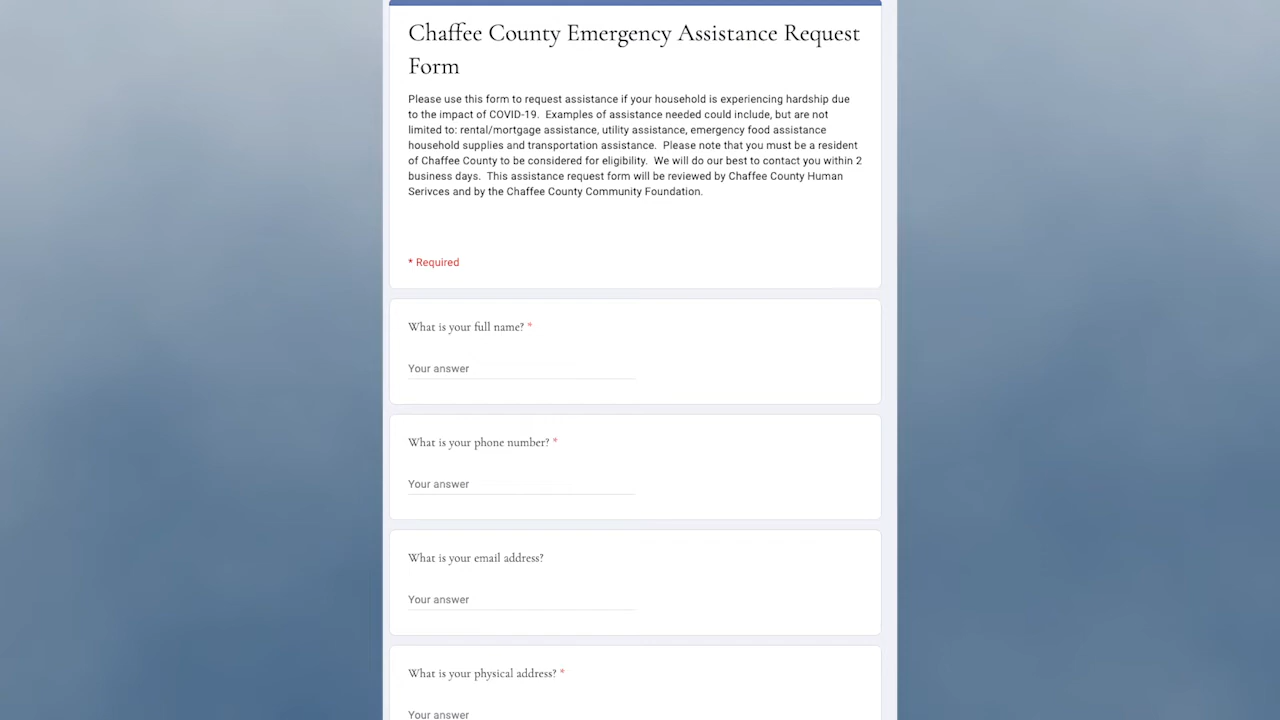 Chaffee County Emergency Assistance Request
Form
Please use this form to request assistance if your household is experiencing hardship due
to the impact of COVID-19.  Examples of assistance needed could include, but are not
limited to: rental/mortgage assistance, utility assistance, emergency food assistance
household supplies and transportation assistance.  Please note that you must be a resident
of Chaffee County to be considered for eligibility.  We will do our best to contact you within 2
business days.  This assistance request form will be reviewed by Chaffee County Human
Serivces and by the Chaffee County Community Foundation.
* Required
What is your full name? *
Your answer
What is your phone number? *
Your answer
What is your email address?
Your answer
What is your physical address? *
Your answer